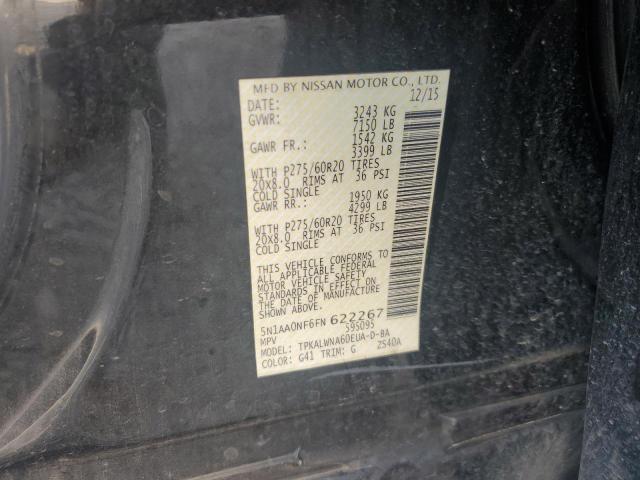 MFD BY NISSAN MOTOR CO., LTD.
DATE: 12/15
GVWR: 3243 KG
7150 LB
GAWR FR.: 1542 KG
3399 LB
WITH P275/60R20 TIRES
20x8.0 RIMS AT 36 PSI
COLD SINGLE
GAWR RR.: 1950 KG
4299 LB
WITH P275/60R20 TIRES
20x8.0 RIMS AT 36 PSI
COLD SINGLE
THIS VEHICLE CONFORMS TO
ALL APPLICABLE FEDERAL
MOTOR VEHICLE SAFETY
STANDARDS IN EFFECT ON
THE DATE OF MANUFACTURE
SHOWN ABOVE.
5N1AA0NF6FN 622267
MPV 595095
MODEL: TPKALWNA60EUA-D-BA
COLOR: G41 TRIM: G ZS40A